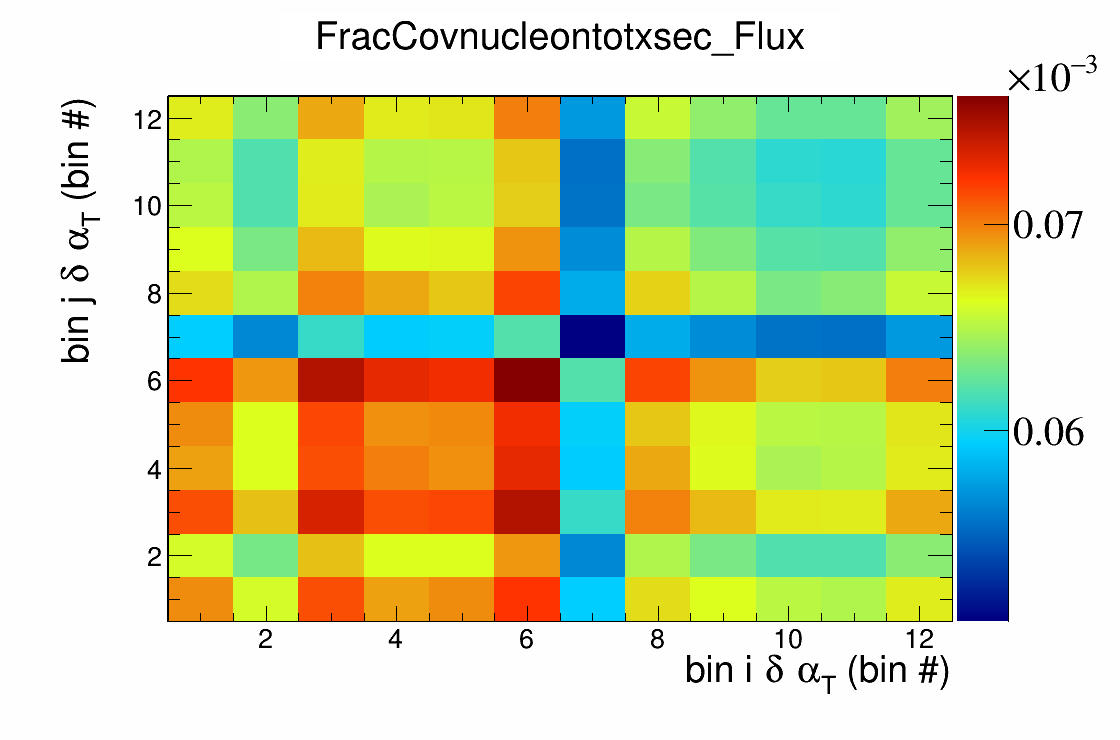 FracCovnucleontotxsec_Flux
×10⁻³
0.07
0.06
12
10
8
6
4
2
bin j δ α_T (bin #)
2 4 6 8 10 12
bin i δ α_T (bin #)